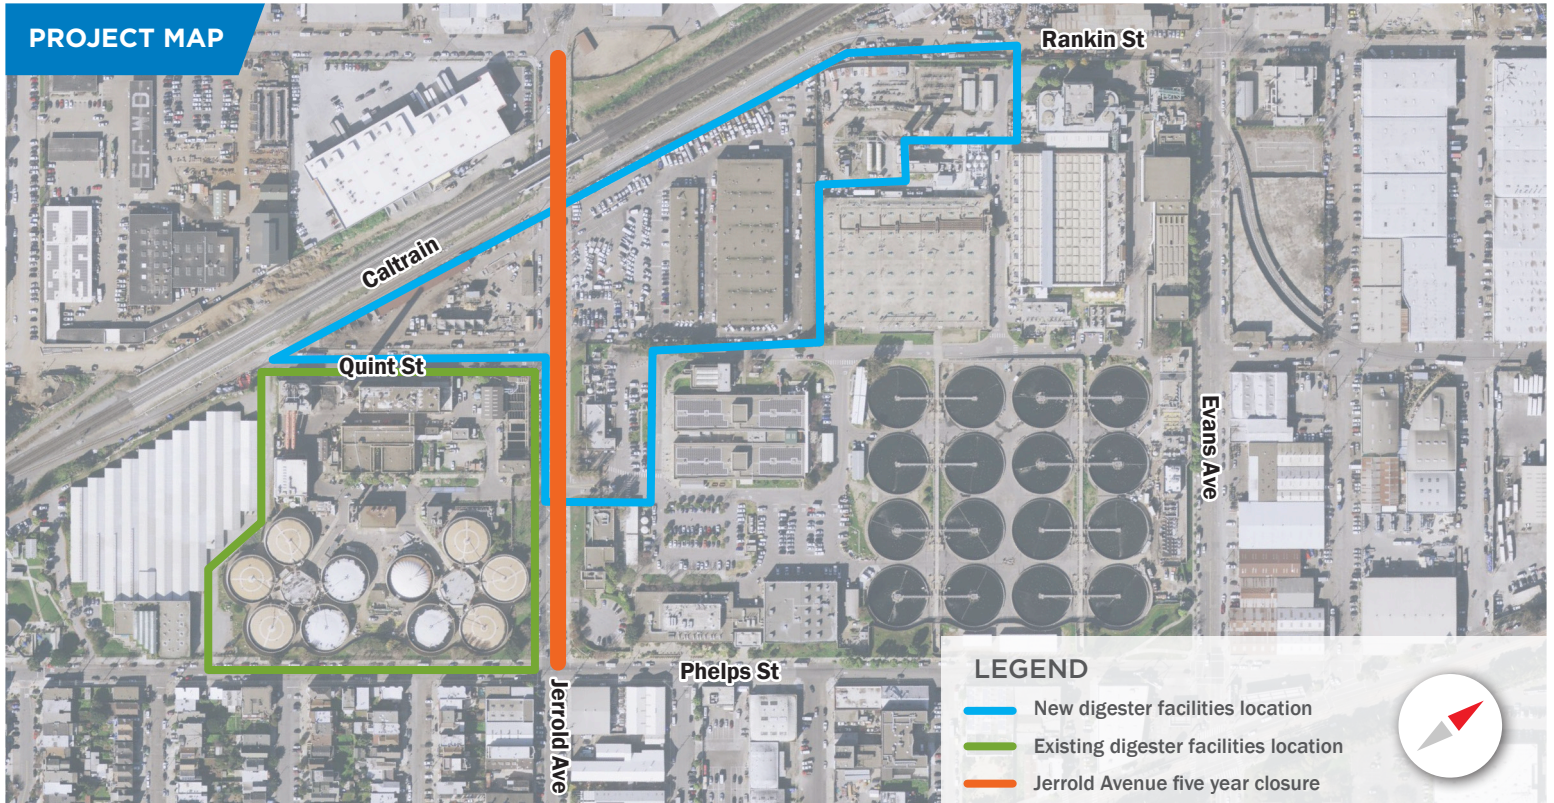 PROJECT MAP
Rankin St
SFWD
Caltrain
Quint St
Evans Ave
Phelps St
Jerrold Ave
LEGEND
New digester facilities location
Existing digester facilities location
Jerrold Avenue five year closure